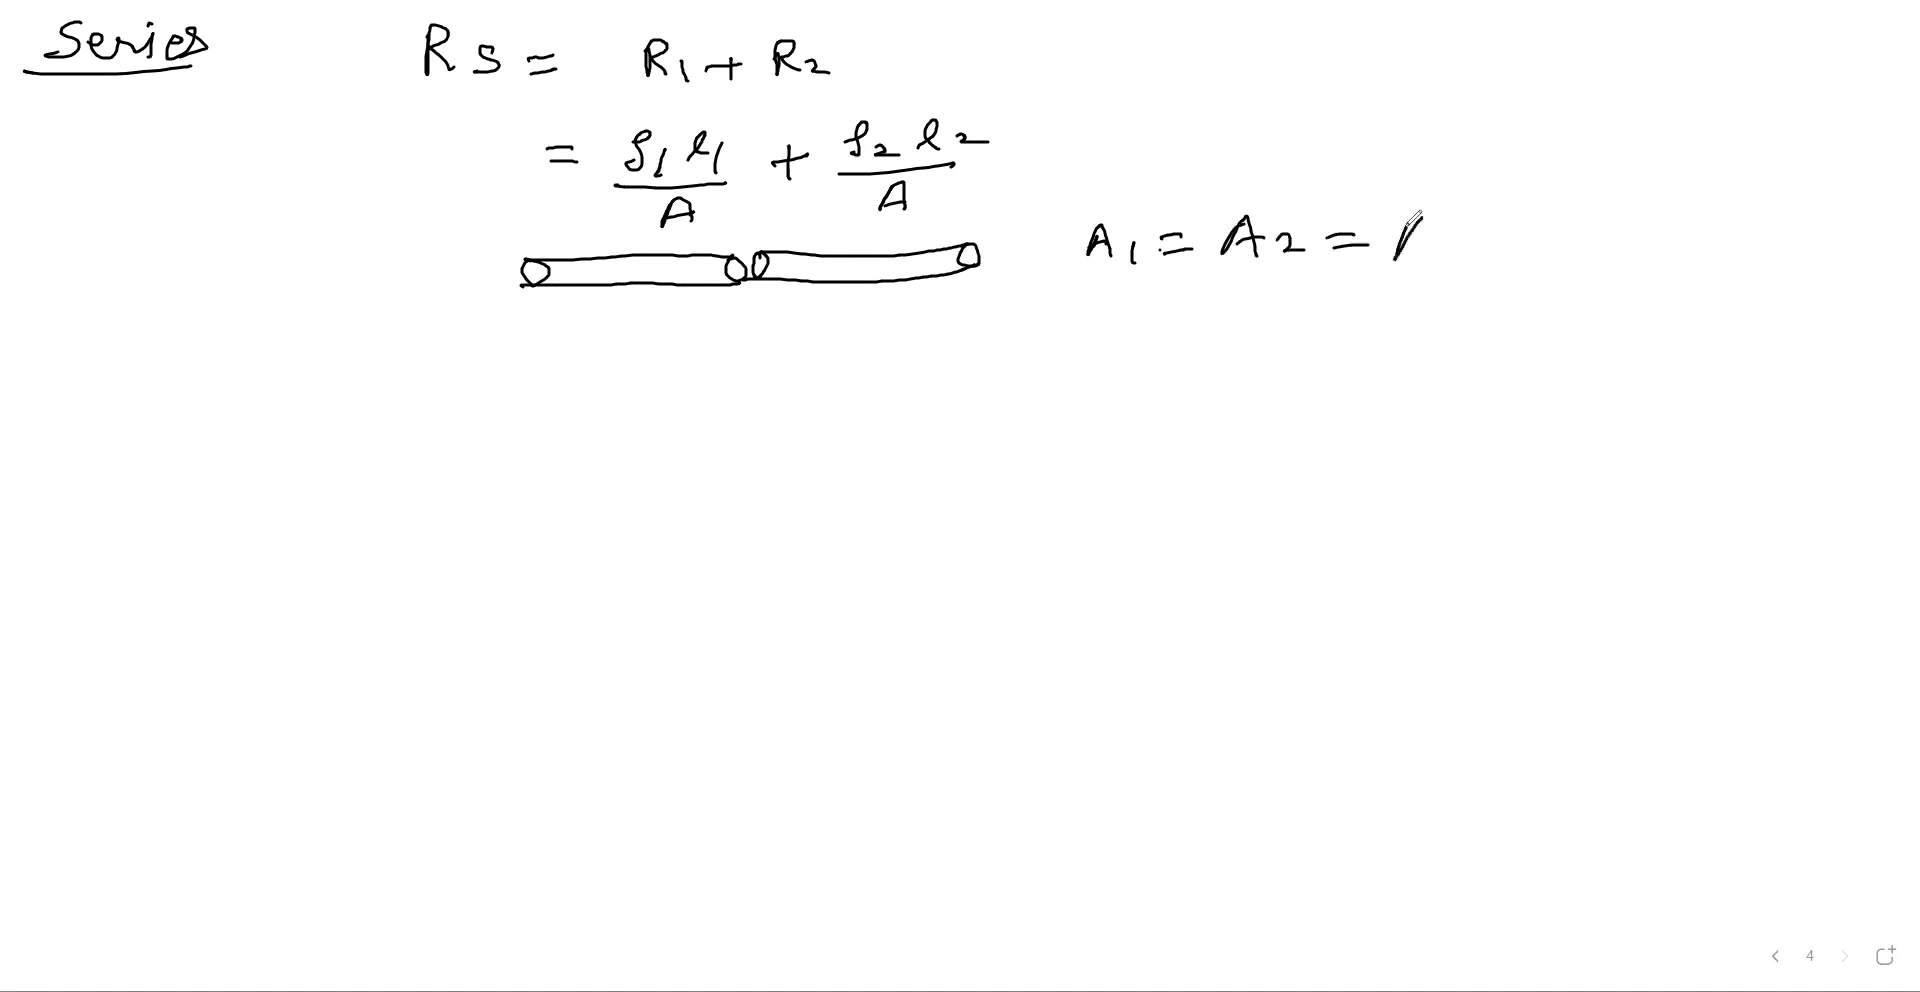 Series
RS = R1 + R2
= ρ1 l1 / A + ρ2 l2 / A
A1 = A2 =
4